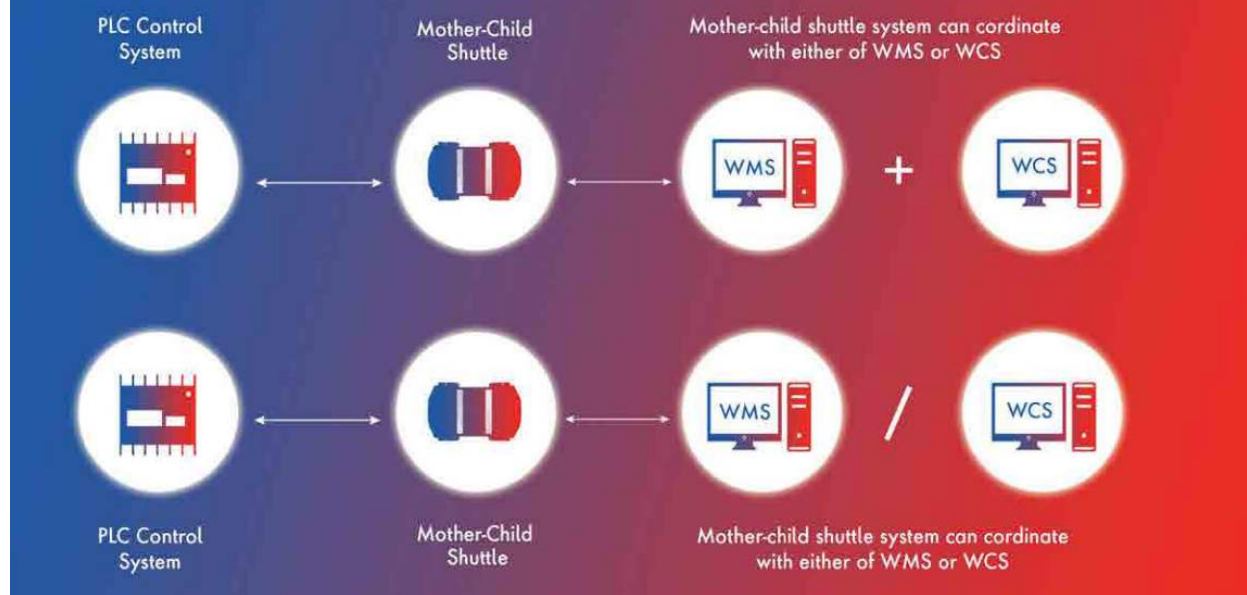 PLC Control
System
Mother-Child
Shuttle
Mother-child shuttle system can cordinate
with either of WMS or WCS
WMS
+
WCS
WMS
/
WCS
PLC Control
System
Mother-Child
Shuttle
Mother-child shuttle system can cordinate
with either of WMS or WCS